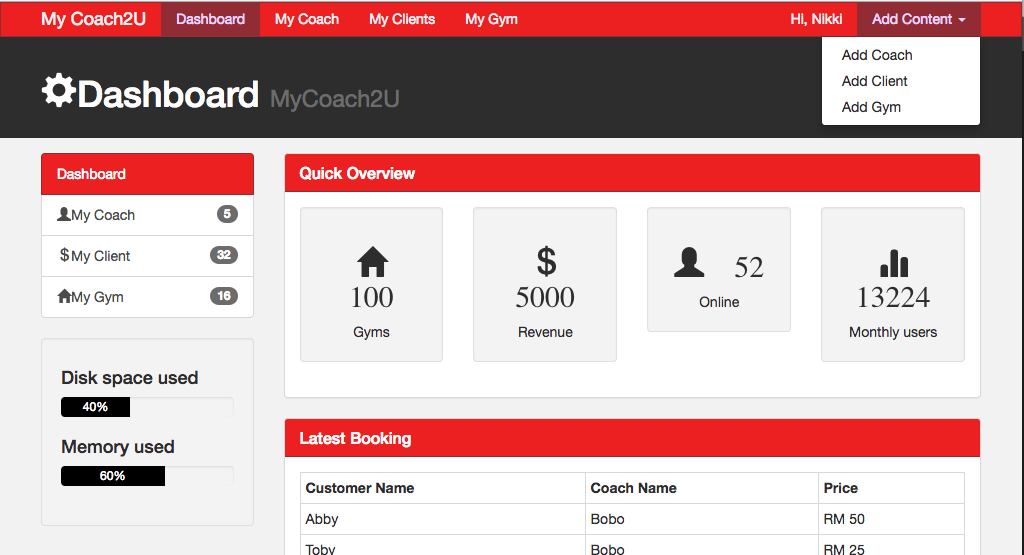 My Coach2U Dashboard My Coach My Clients My Gym Hi, Nikki Add Content
Add Coach
Add Client
Add Gym
Dashboard MyCoach2U
Dashboard
My Coach 5
$ My Client 32
My Gym 16
Disk space used
40%
Memory used
60%
Quick Overview
100
Gyms
$
5000
Revenue
52
Online
13224
Monthly users
Latest Booking
Customer Name Coach Name Price
Abby Bobo RM 50
Toby Bobo RM 25